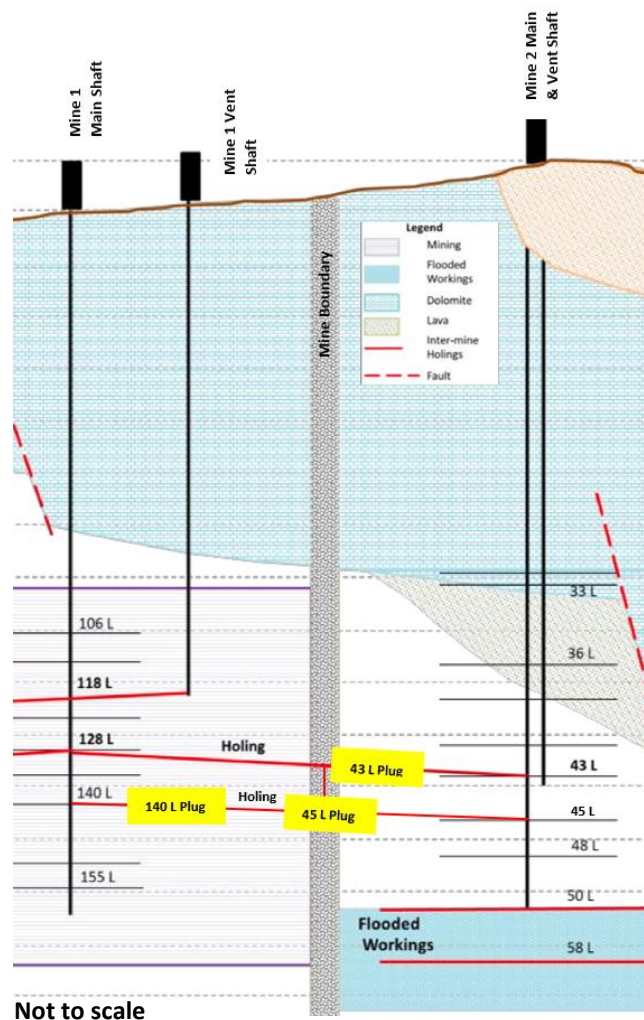 Mine 1
Main Shaft
Mine 1 Vent
Shaft
Mine 2 Main
& Vent Shaft
Mine Boundary
Legend
Mining
Flooded
Workings
Dolomite
Lava
Inter-mine
Holings
Fault
33 L
106 L
36 L
118 L
128 L
Holing
43 L Plug
43 L
140 L
140 L Plug
Holing
45 L Plug
45 L
48 L
155 L
50 L
Flooded
Workings
58 L
Not to scale